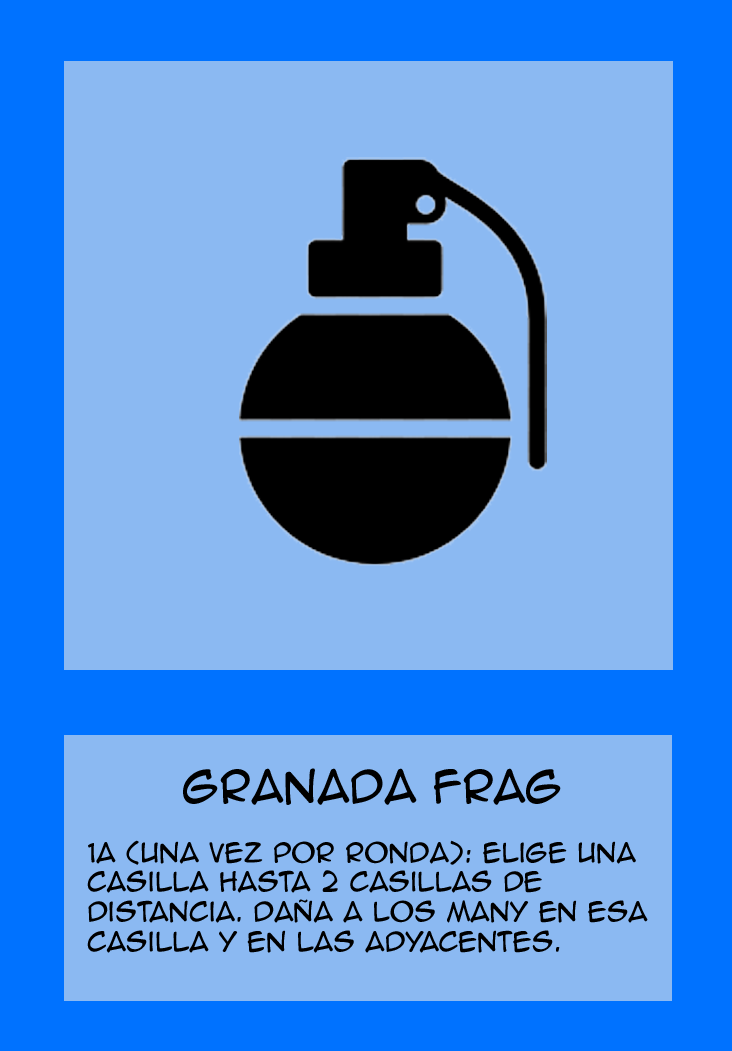 GRANADA FRAG
1A (UNA VEZ POR RONDA): ELIGE UNA
CASILLA HASTA 2 CASILLAS DE
DISTANCIA. DAÑA A LOS MANY EN ESA
CASILLA Y EN LAS ADYACENTES.